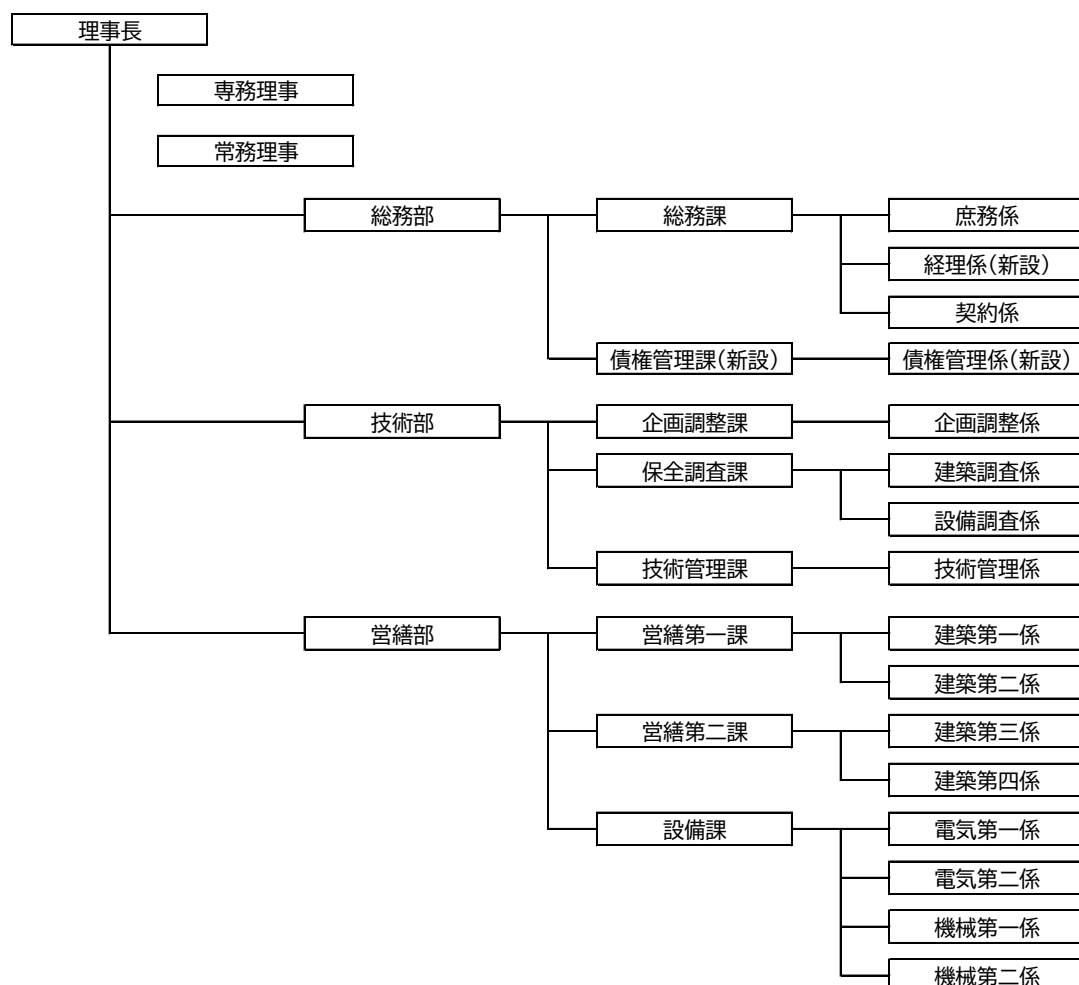 理事長
専務理事
常務理事
総務部
総務課
庶務係
経理係(新設)
契約係
債権管理課(新設)
債権管理係(新設)
技術部
企画調整課
企画調整係
保全調査課
建築調査係
設備調査係
技術管理課
技術管理係
営繕部
営繕第一課
建築第一係
建築第二係
営繕第二課
建築第三係
建築第四係
設備課
電気第一係
電気第二係
機械第一係
機械第二係